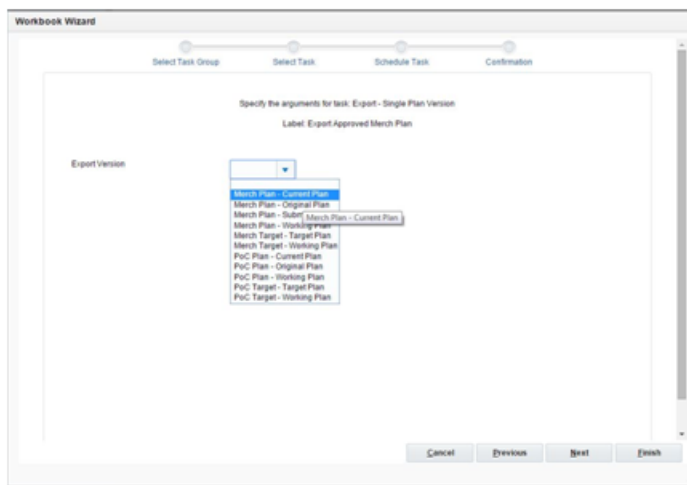 Workbook Wizard
Select Task Group Select Task Schedule Task Confirmation
Specify the arguments for task: Export - Single Plan Version
Label: Export Approved Merch Plan
Export Version
Merch Plan - Current Plan
Merch Plan - Original Plan
Merch Plan - Subm
Merch Plan - Current Plan
Merch Plan - Working Plan
Merch Target - Target Plan
Merch Target - Working Plan
PoC Plan - Current Plan
PoC Plan - Original Plan
PoC Plan - Working Plan
PoC Target - Target Plan
PoC Target - Working Plan
Cancel Previous Next Finish